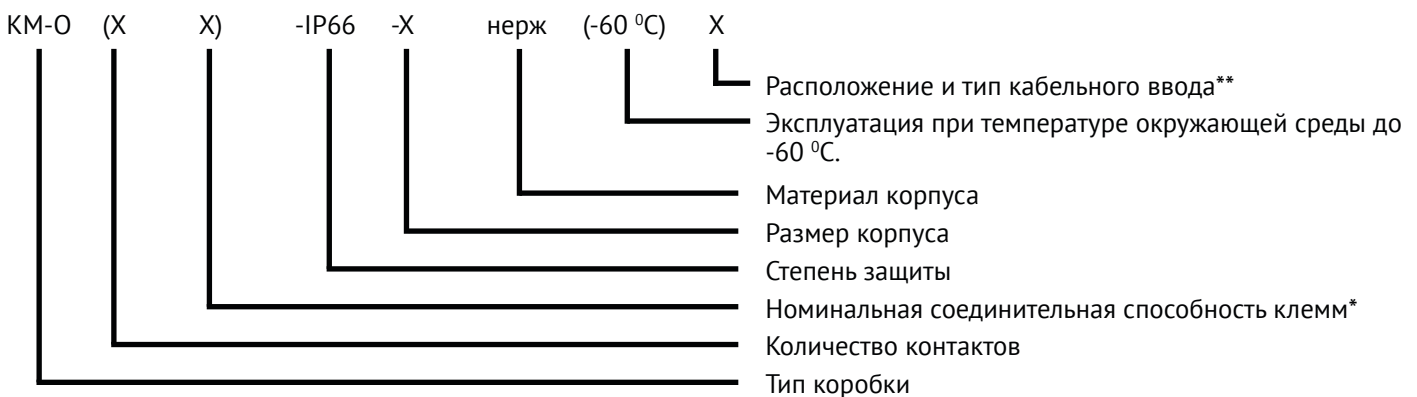 КМ-О (Х Х) -IP66 -Х нерж (-60 ⁰С) Х
Расположение и тип кабельного ввода**
Эксплуатация при температуре окружающей среды до
-60 ⁰С.
Материал корпуса
Размер корпуса
Степень защиты
Номинальная соединительная способность клемм*
Количество контактов
Тип коробки